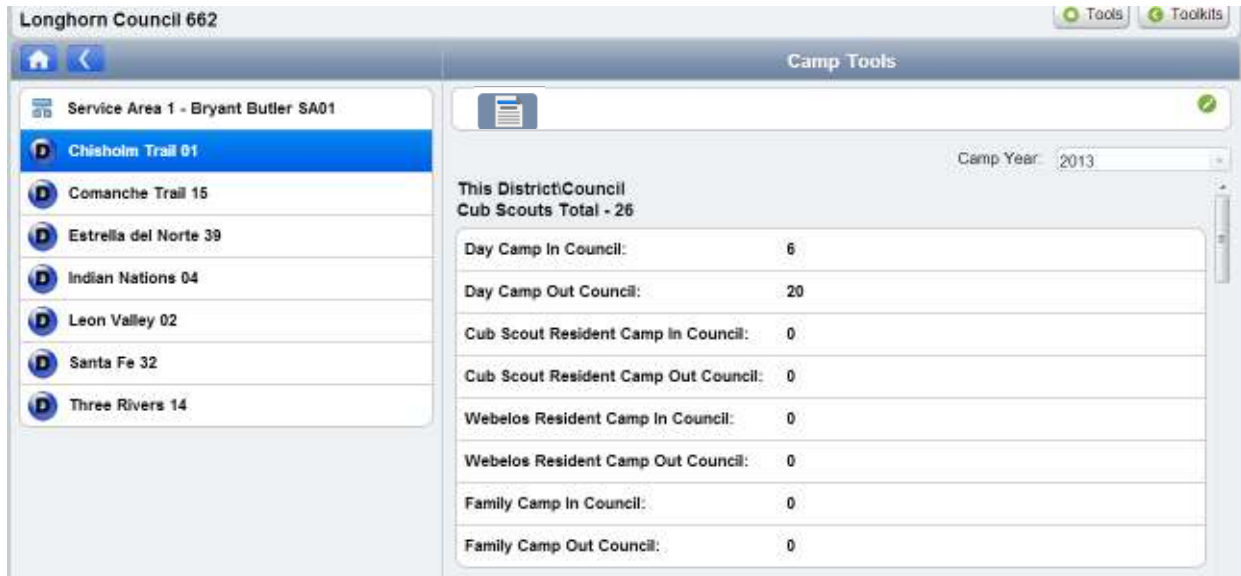 Longhorn Council 662
Tools
Toolkits
Camp Tools
Service Area 1 - Bryant Butler SA01
D Chisholm Trail 01
D Comanche Trail 15
D Estrella del Norte 39
D Indian Nations 04
D Leon Valley 02
D Santa Fe 32
D Three Rivers 14
Camp Year: 2013
This District\Council
Cub Scouts Total - 26
Day Camp In Council: 6
Day Camp Out Council: 20
Cub Scout Resident Camp In Council: 0
Cub Scout Resident Camp Out Council: 0
Webelos Resident Camp In Council: 0
Webelos Resident Camp Out Council: 0
Family Camp In Council: 0
Family Camp Out Council: 0